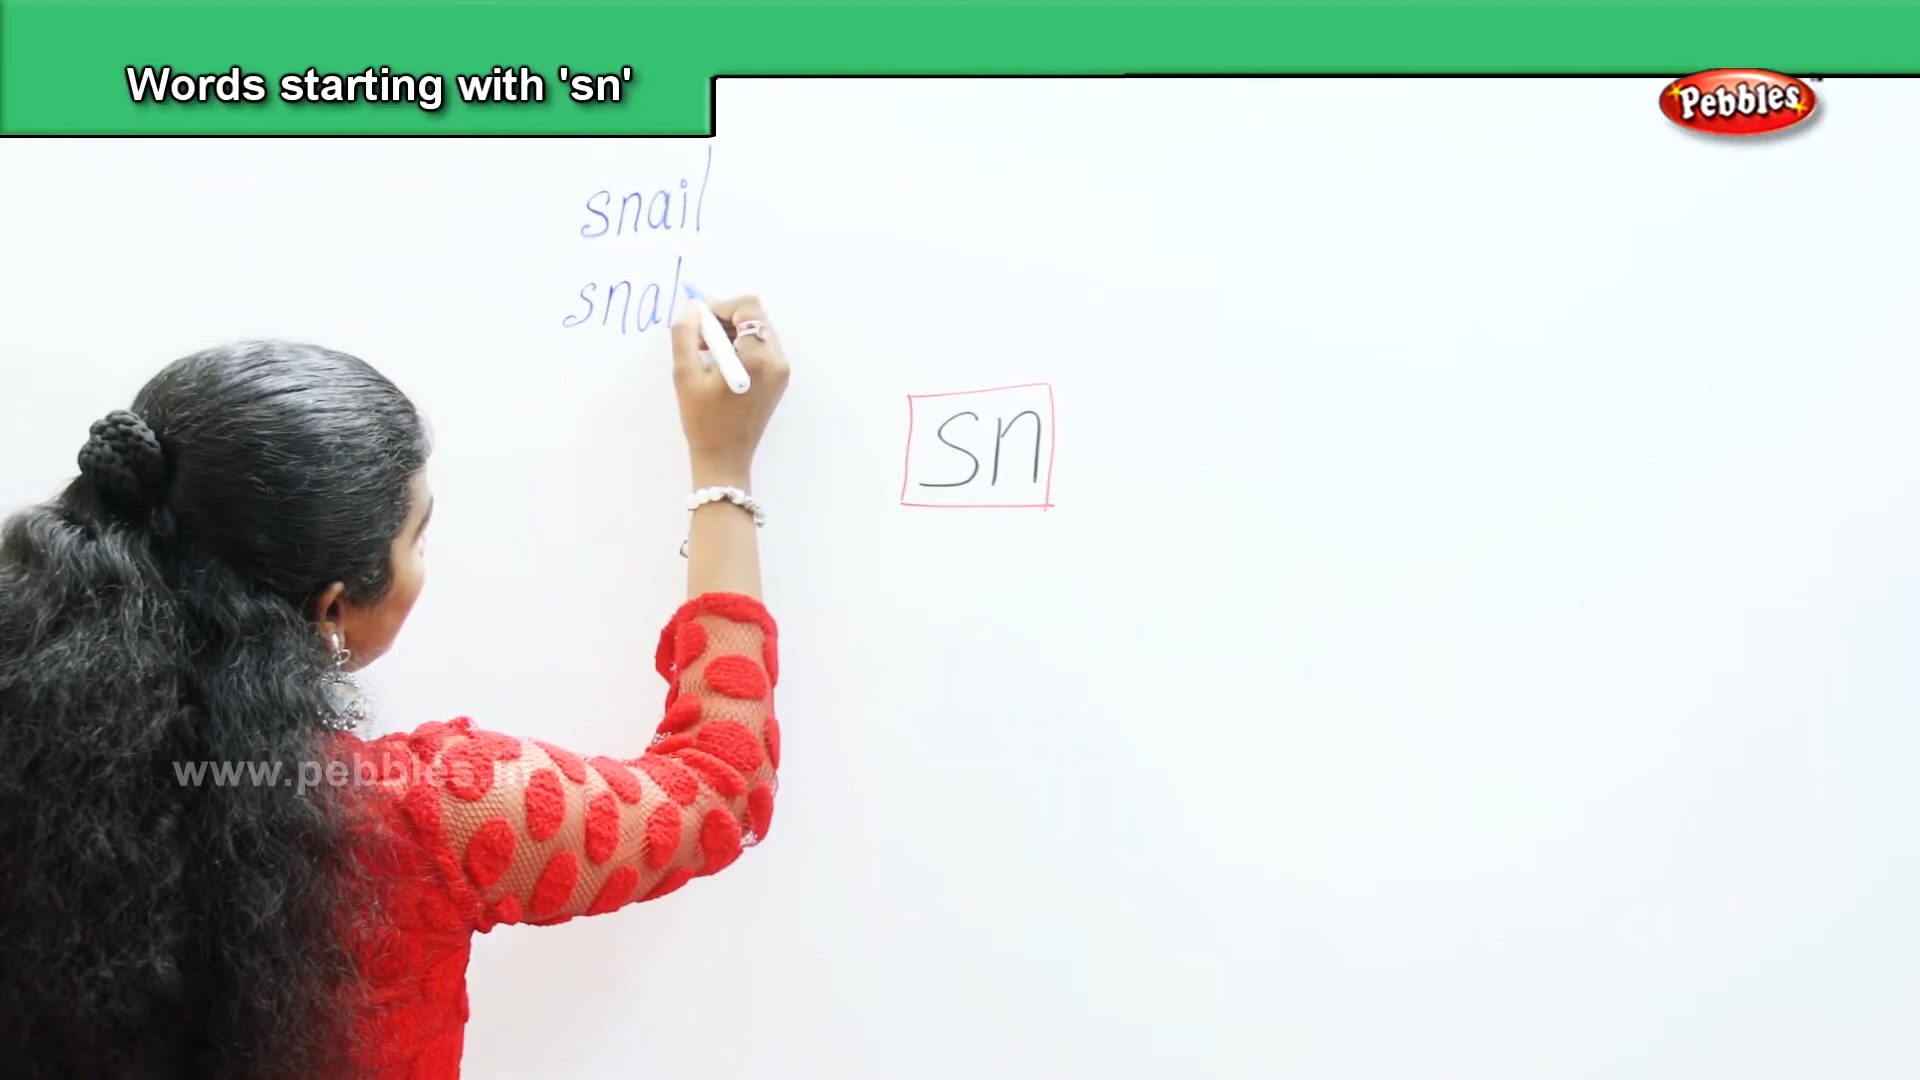 Words starting with 'sn'
Pebbles
snail
snal
sn
www.pebbles.in